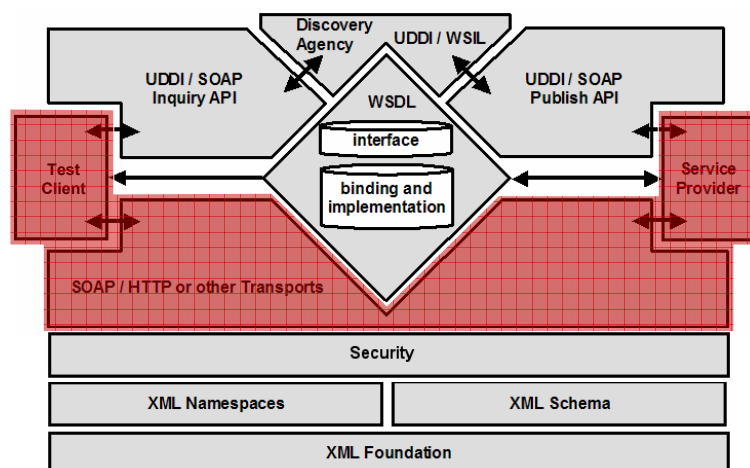 Discovery
Agency
UDDI / WSIL
UDDI / SOAP
Inquiry API
UDDI / SOAP
Publish API
WSDL
interface
Test
Client
Service
Provider
binding and
implementation
SOAP / HTTP or other Transports
Security
XML Namespaces
XML Schema
XML Foundation